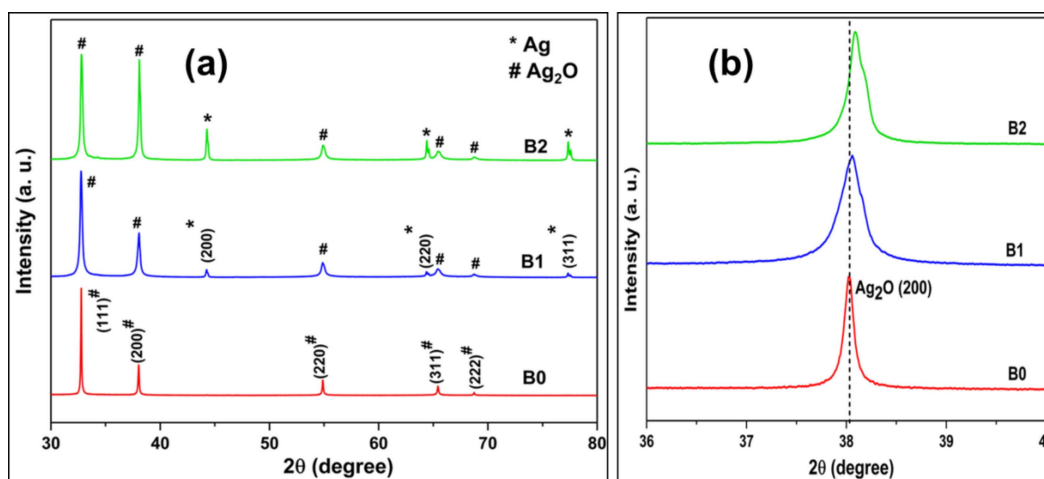 (a)
* Ag
# Ag₂O
# # * # * # # *
B2
# # * # * # # *
(200) (220) (311)
B1
(111)# (200)# (220)# (311)# (222)#
B0
Intensity (a. u.)
30 40 50 60 70 80
2θ (degree)
(b)
B2
B1
Ag₂O (200)
B0
Intensity (a. u.)
36 37 38 39
2θ (degree)